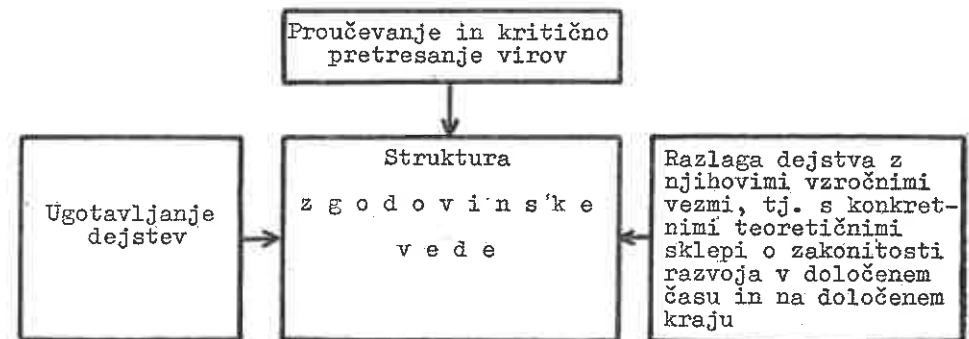 Proučevanje in kritično
pretresanje virov
Ugotavljanje
dejstev
Struktura
z g o d o v i n s k e
v e d e
Razlaga dejstva z
njihovimi vzročnimi
vezmi, tj. s konkret-
nimi teoretičnimi
sklepi o zakonitosti
razvoja v določenem
času in na določenem
kraju